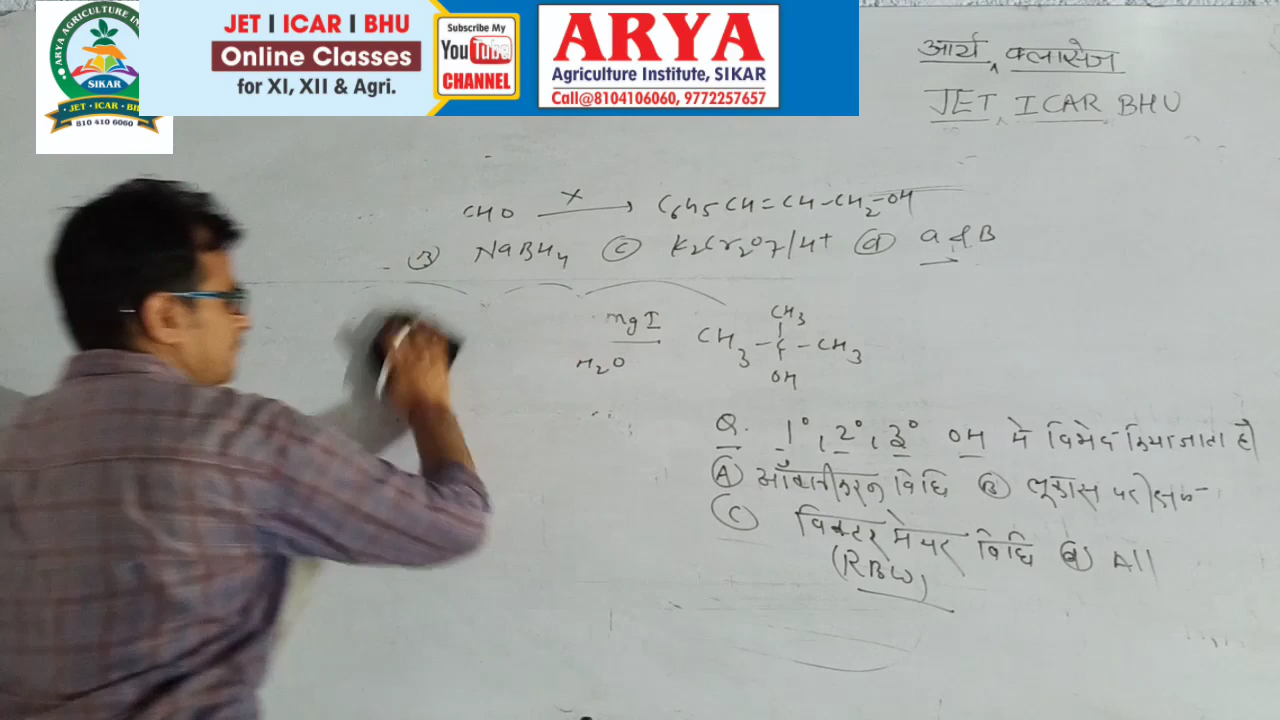 ARYA AGRICULTURE IN
SIKAR
JET · ICAR · BH
810 410 6060
JET I ICAR I BHU
Online Classes
for XI, XII & Agri.
Subscribe My
YouTube
CHANNEL
ARYA
Agriculture Institute, SIKAR
Call@8104106060, 9772257657
आर्य क्लासेज
JET, ICAR BHU
CHO —X→ C6H5CH=CH-CH2-OH
(B) NaBH4 (C) K2Cr2O7/H+ (d) a & B
MgI
H2O
CH3
CH3-C-CH3
OH
Q. 1°, 2°, 3° OH में विभेद किया जाता है
(A) ऑक्सीकरण विधि (B) लूकास परीक्षण
(C) विक्टर मेयर विधि (d) All
(RBW)